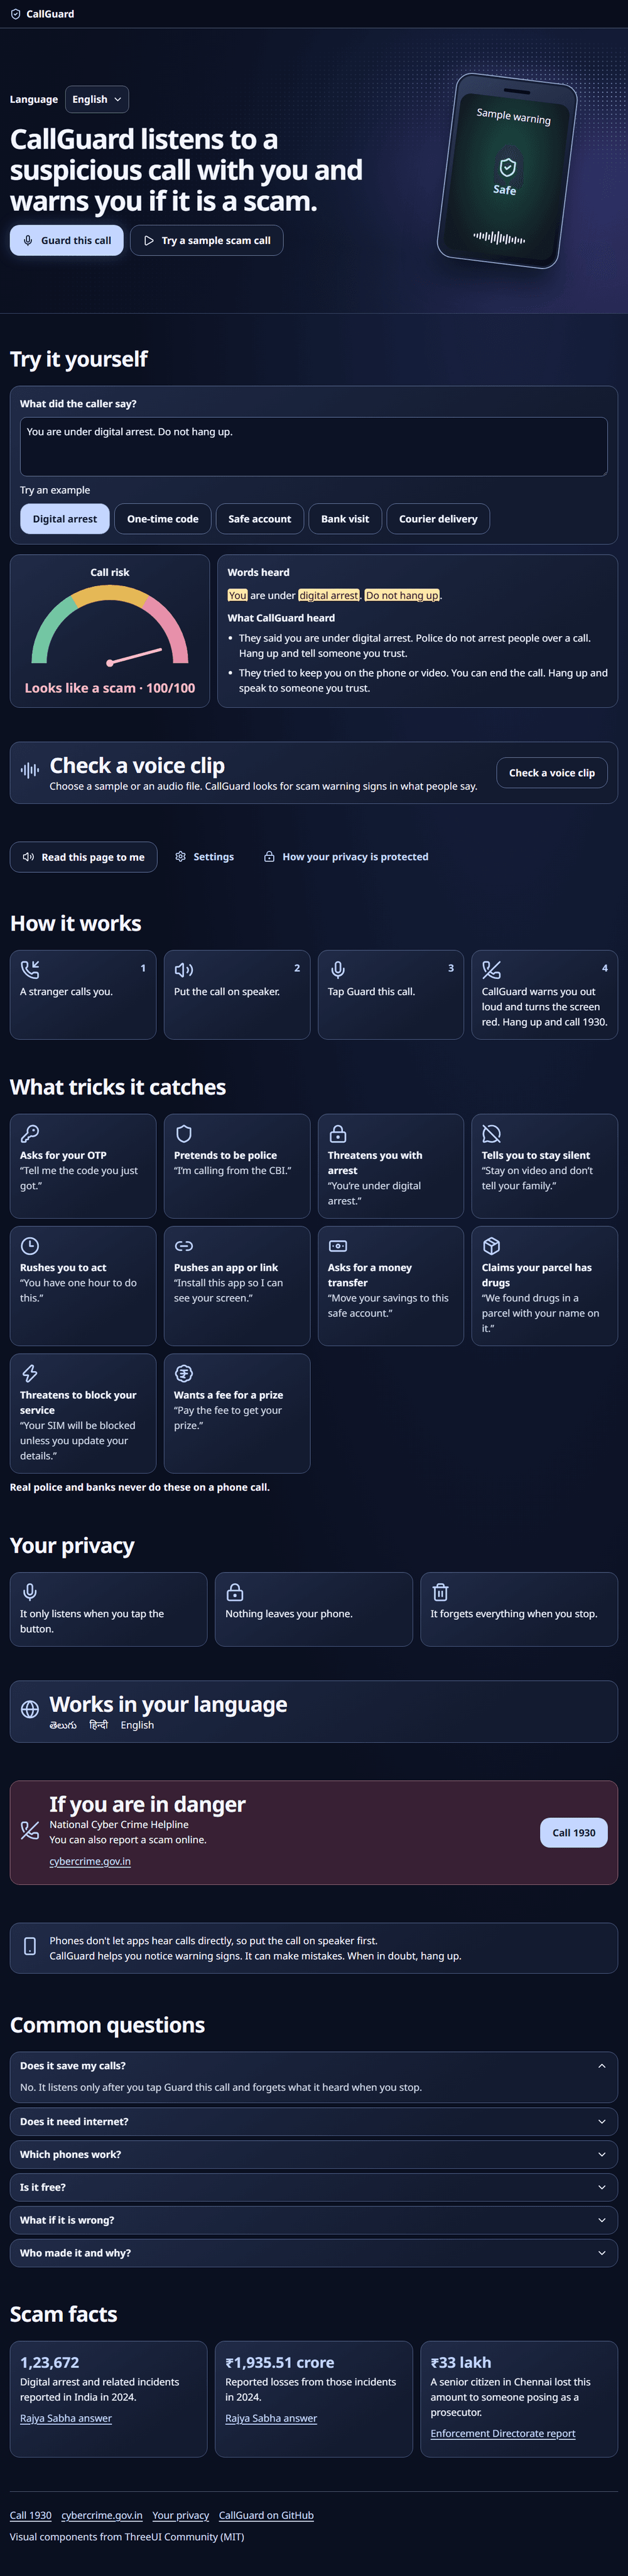 CallGuard
Language English
CallGuard listens to a
suspicious call with you and
warns you if it is a scam.
Guard this call
Try a sample scam call
Sample warning
Safe
Try it yourself
What did the caller say?
You are under digital arrest. Do not hang up.
Try an example
Digital arrest
One-time code
Safe account
Bank visit
Courier delivery
Call risk
Looks like a scam · 100/100
Words heard
You are under digital arrest. Do not hang up.
What CallGuard heard
• They said you are under digital arrest. Police do not arrest people over a call.
Hang up and tell someone you trust.
• They tried to keep you on the phone or video. You can end the call. Hang up and
speak to someone you trust.
Check a voice clip
Choose a sample or an audio file. CallGuard looks for scam warning signs in what people say.
Check a voice clip
Read this page to me
Settings
How your privacy is protected
How it works
1
A stranger calls you.
2
Put the call on speaker.
3
Tap Guard this call.
4
CallGuard warns you out
loud and turns the screen
red. Hang up and call 1930.
What tricks it catches
Asks for your OTP
“Tell me the code you just
got.”
Pretends to be police
“I’m calling from the CBI.”
Threatens you with
arrest
“You’re under digital
arrest.”
Tells you to stay silent
“Stay on video and don’t
tell your family.”
Rushes you to act
“You have one hour to do
this.”
Pushes an app or link
“Install this app so I can
see your screen.”
Asks for a money
transfer
“Move your savings to this
safe account.”
Claims your parcel has
drugs
“We found drugs in a
parcel with your name on
it.”
Threatens to block your
service
“Your SIM will be blocked
unless you update your
details.”
Wants a fee for a prize
“Pay the fee to get your
prize.”
Real police and banks never do these on a phone call.
Your privacy
It only listens when you tap the
button.
Nothing leaves your phone.
It forgets everything when you stop.
Works in your language
తెలుగు हिन्दी English
If you are in danger
National Cyber Crime Helpline
You can also report a scam online.
cybercrime.gov.in
Call 1930
Phones don't let apps hear calls directly, so put the call on speaker first.
CallGuard helps you notice warning signs. It can make mistakes. When in doubt, hang up.
Common questions
Does it save my calls?
No. It listens only after you tap Guard this call and forgets what it heard when you stop.
Does it need internet?
Which phones work?
Is it free?
What if it is wrong?
Who made it and why?
Scam facts
1,23,672
Digital arrest and related incidents
reported in India in 2024.
Rajya Sabha answer
₹1,935.51 crore
Reported losses from those incidents
in 2024.
Rajya Sabha answer
₹33 lakh
A senior citizen in Chennai lost this
amount to someone posing as a
prosecutor.
Enforcement Directorate report
Call 1930 cybercrime.gov.in Your privacy CallGuard on GitHub
Visual components from ThreeUI Community (MIT)